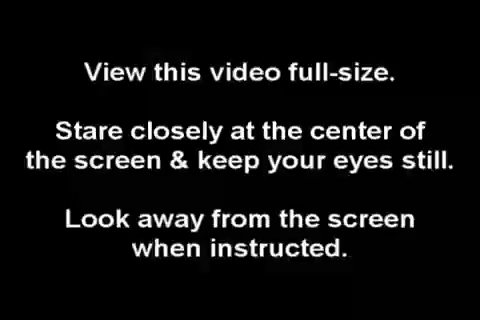 View this video full-size.
Stare closely at the center of
the screen & keep your eyes still.
Look away from the screen
when instructed.